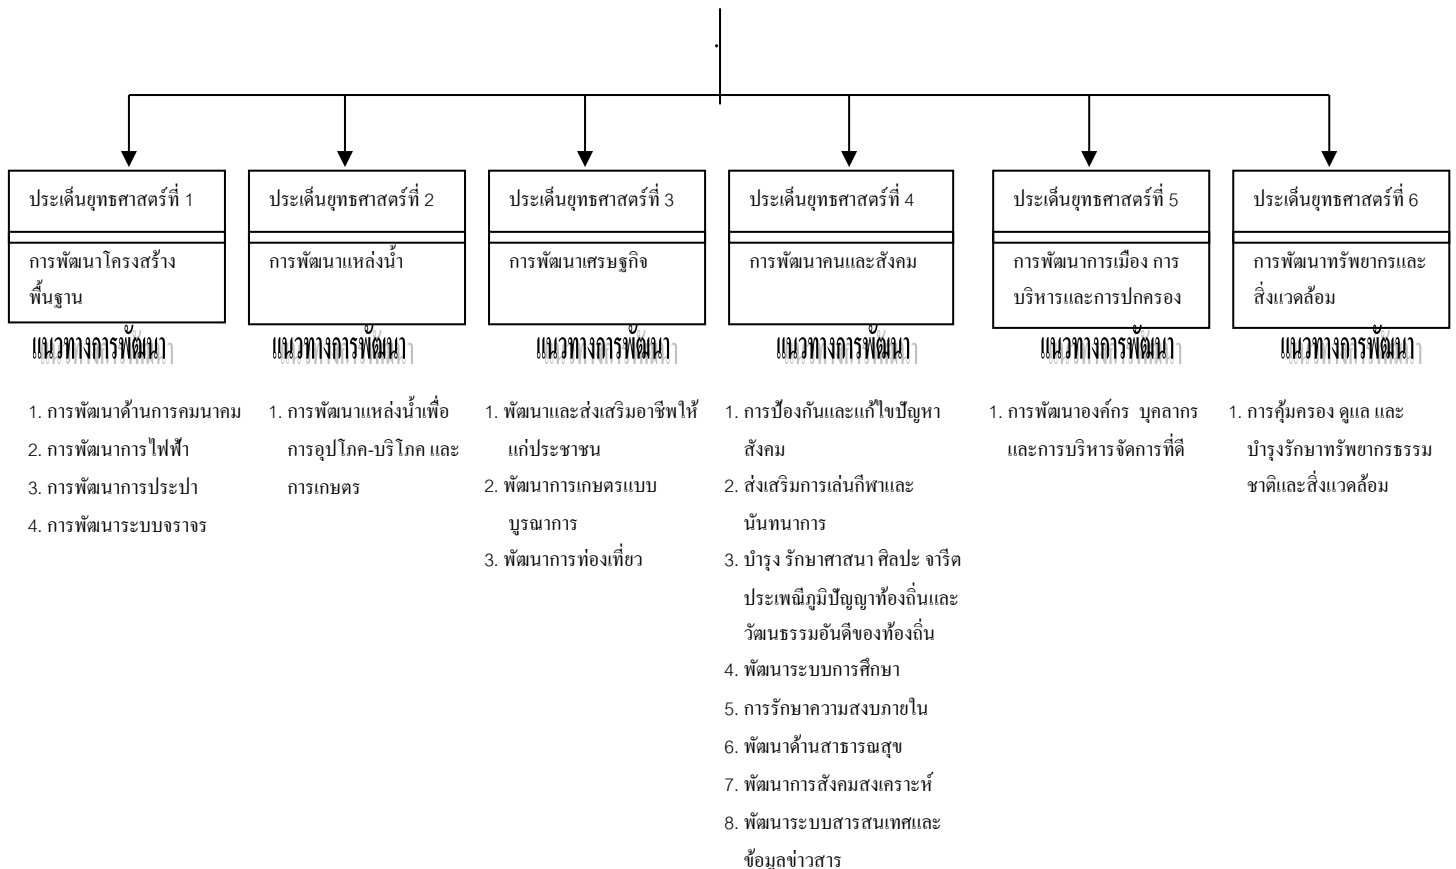 ประเด็นยุทธศาสตร์ที่ 1
การพัฒนาโครงสร้าง
พื้นฐาน
แนวทางการพัฒนา
1. การพัฒนาด้านการคมนาคม
2. การพัฒนาการไฟฟ้า
3. การพัฒนาการประปา
4. การพัฒนาระบบจราจร
ประเด็นยุทธศาสตร์ที่ 2
การพัฒนาแหล่งน้ำ
แนวทางการพัฒนา
1. การพัฒนาแหล่งน้ำเพื่อ
การอุปโภค-บริโภค และ
การเกษตร
ประเด็นยุทธศาสตร์ที่ 3
การพัฒนาเศรษฐกิจ
แนวทางการพัฒนา
1. พัฒนาและส่งเสริมอาชีพให้
แก่ประชาชน
2. พัฒนาการเกษตรแบบ
บูรณาการ
3. พัฒนาการท่องเที่ยว
ประเด็นยุทธศาสตร์ที่ 4
การพัฒนาคนและสังคม
แนวทางการพัฒนา
1. การป้องกันและแก้ไขปัญหา
สังคม
2. ส่งเสริมการเล่นกีฬาและ
นันทนาการ
3. บำรุง รักษาศาสนา ศิลปะ จารีต
ประเพณีภูมิปัญญาท้องถิ่นและ
วัฒนธรรมอันดีของท้องถิ่น
4. พัฒนาระบบการศึกษา
5. การรักษาความสงบภายใน
6. พัฒนาด้านสาธารณสุข
7. พัฒนาการสังคมสงเคราะห์
8. พัฒนาระบบสารสนเทศและ
ข้อมูลข่าวสาร
ประเด็นยุทธศาสตร์ที่ 5
การพัฒนาการเมือง การ
บริหารและการปกครอง
แนวทางการพัฒนา
1. การพัฒนาองค์กร บุคลากร
และการบริหารจัดการที่ดี
ประเด็นยุทธศาสตร์ที่ 6
การพัฒนาทรัพยากรและ
สิ่งแวดล้อม
แนวทางการพัฒนา
1. การคุ้มครอง ดูแล และ
บำรุงรักษาทรัพยากรธรรม
ชาติและสิ่งแวดล้อม